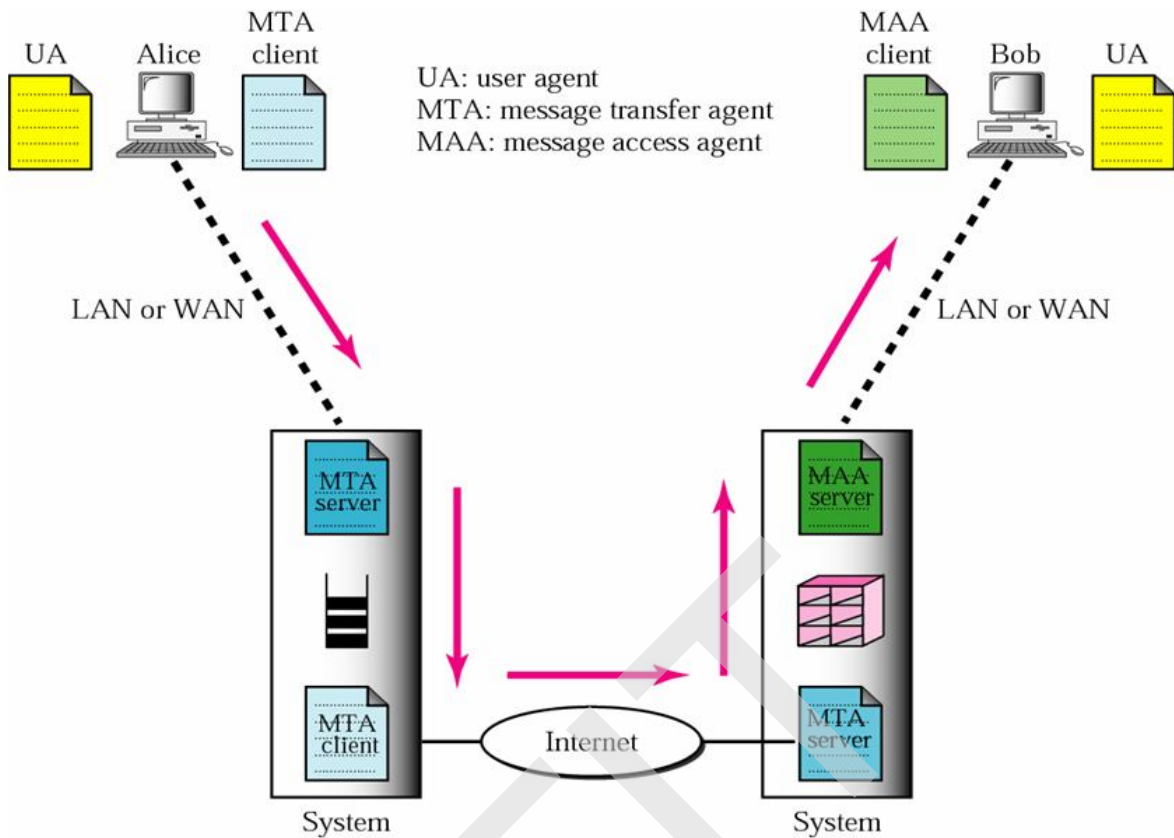 UA
Alice
MTA
client
UA: user agent
MTA: message transfer agent
MAA: message access agent
MAA
client
Bob
UA
LAN or WAN
LAN or WAN
MTA
server
MTA
client
System
Internet
MAA
server
MTA
server
System